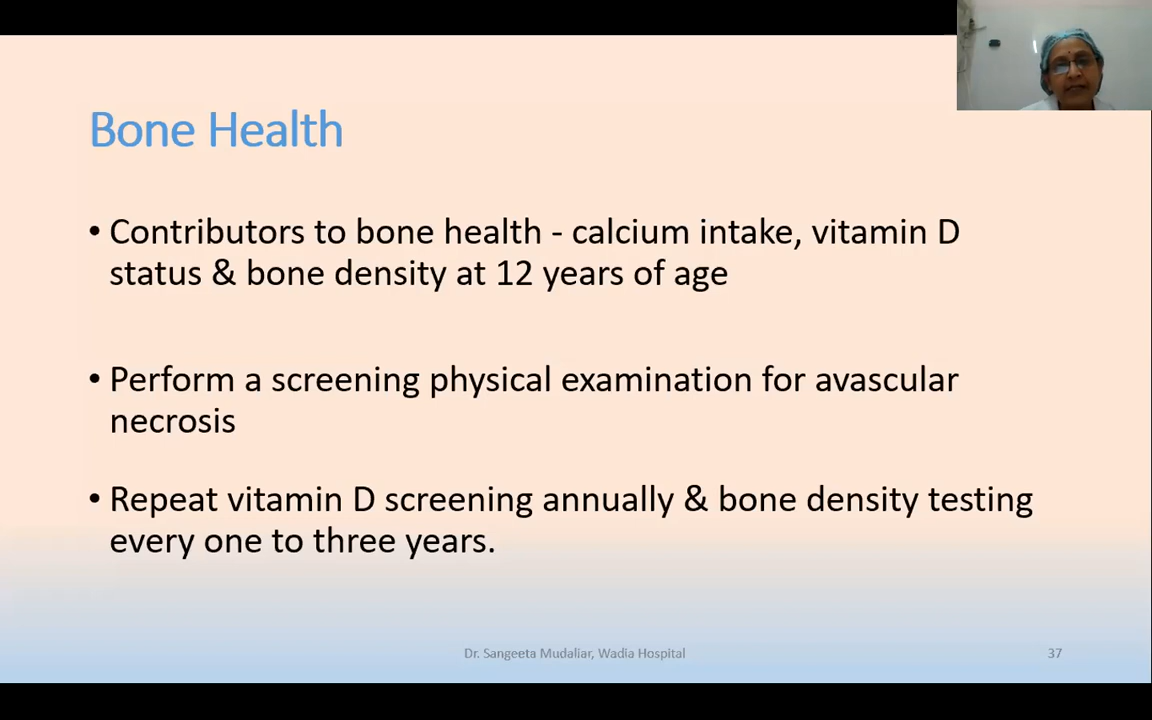 Bone Health
• Contributors to bone health - calcium intake, vitamin D
status & bone density at 12 years of age
• Perform a screening physical examination for avascular
necrosis
• Repeat vitamin D screening annually & bone density testing
every one to three years.
Dr. Sangeeta Mudaliar, Wadia Hospital
37